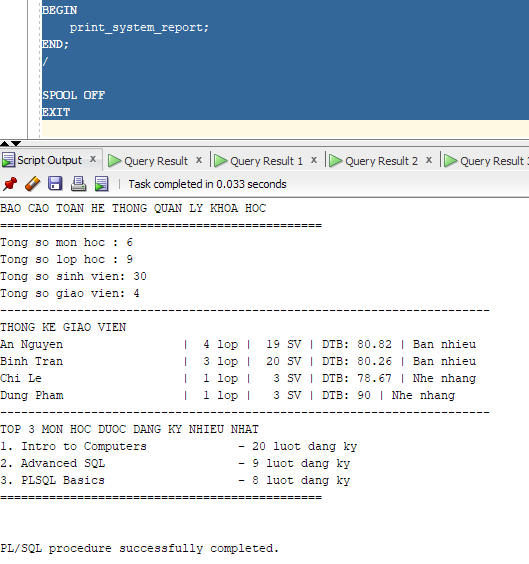 BEGIN
print_system_report;
END;
/
SPOOL OFF
EXIT
Script Output x Query Result x Query Result 1 x Query Result 2 x Query Result 3
Task completed in 0.033 seconds
BAO CAO TOAN HE THONG QUAN LY KHOA HOC
==============================================
Tong so mon hoc : 6
Tong so lop hoc : 9
Tong so sinh vien: 30
Tong so giao vien: 4
----------------------------------------------------------------------
THONG KE GIAO VIEN
An Nguyen | 4 lop | 19 SV | DTB: 80.82 | Ban nhieu
Binh Tran | 3 lop | 20 SV | DTB: 80.26 | Ban nhieu
Chi Le | 1 lop | 3 SV | DTB: 78.67 | Nhe nhang
Dung Pham | 1 lop | 3 SV | DTB: 90 | Nhe nhang
----------------------------------------------------------------------
TOP 3 MON HOC DUOC DANG KY NHIEU NHAT
1. Intro to Computers - 20 luot dang ky
2. Advanced SQL - 9 luot dang ky
3. PLSQL Basics - 8 luot dang ky
==============================================
PL/SQL procedure successfully completed.